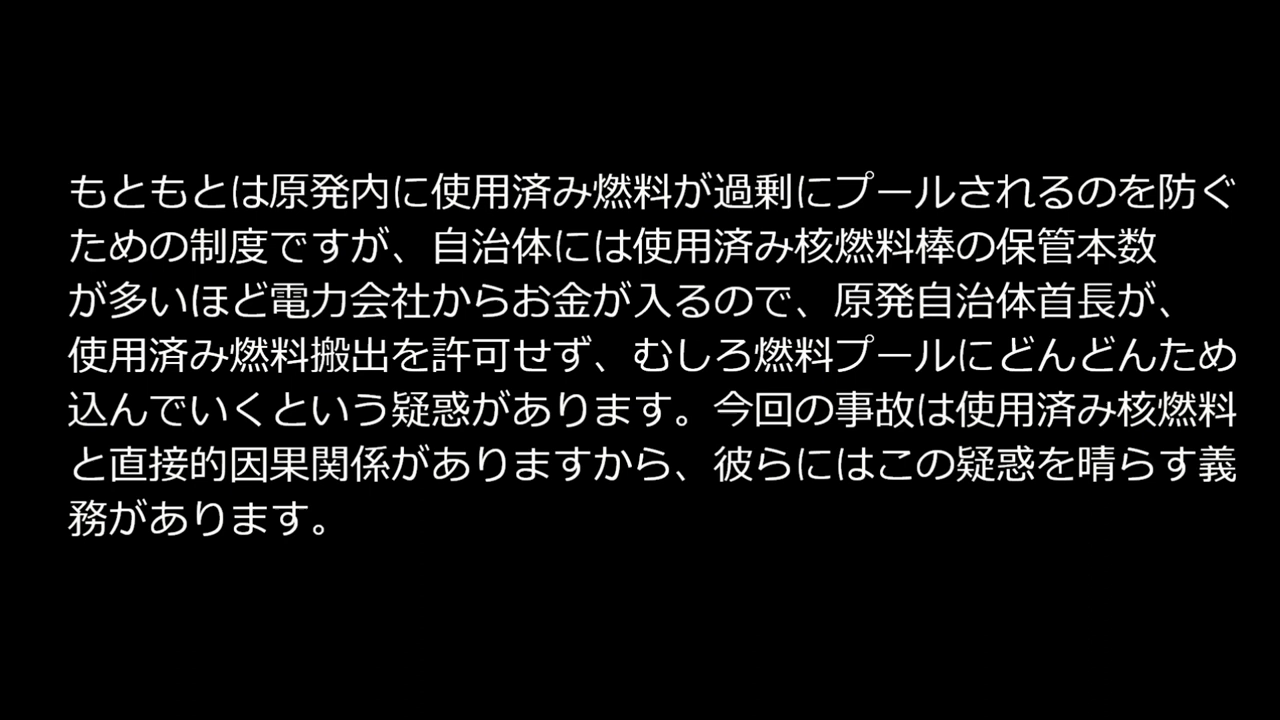 もともとは原発内に使用済み燃料が過剰にプールされるのを防ぐ
ための制度ですが、自治体には使用済み核燃料棒の保管本数
が多いほど電力会社からお金が入るので、原発自治体首長が、
使用済み燃料搬出を許可せず、むしろ燃料プールにどんどんため
込んでいくという疑惑があります。今回の事故は使用済み核燃料
と直接的因果関係がありますから、彼らにはこの疑惑を晴らす義
務があります。